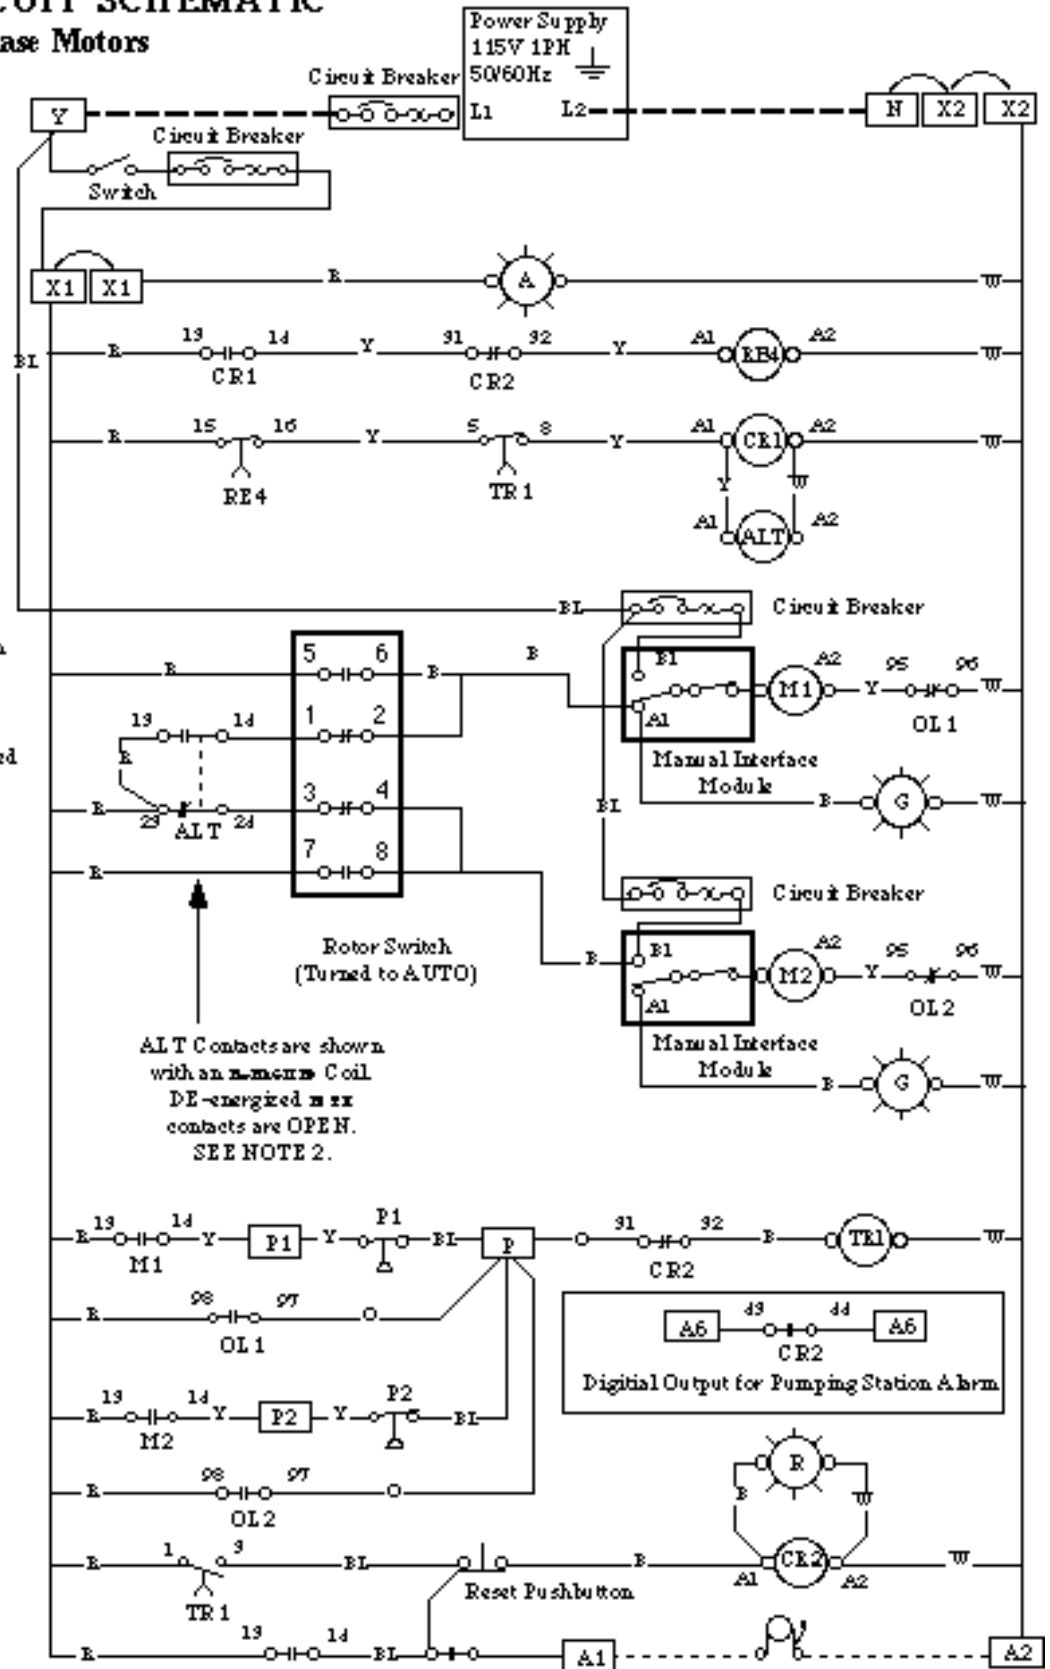 CUIT SCHEMATIC
ase Motors
Power Supply
115V 1PH
50/60Hz
L1 L2
Circuit Breaker
Y
N X2 X2
Circuit Breaker
Switch
X1 X1 R A W
BL
R 13 14 Y 31 32 Y A1 RE4 A2 W
CR1 CR2
R 15 16 Y 5 8 Y A1 CR1 A2 W
RE4 TR1
Y W
A1 ALT A2
BL Circuit Breaker
R 5 6 B B
B1 M1 A2 Y 95 96 W
A1 OL1
13 14 1 2
R
Manual Interface
Module
ed
R 23 24 3 4
ALT
BL
B G W
R 7 8
Circuit Breaker
Rotor Switch
(Turned to AUTO)
B B1 M2 A2 Y 95 96 W
A1 OL2
Manual Interface
Module
B G W
ALT Contacts are shown
with an Coil
DE-energized
contacts are OPEN.
SEE NOTE 2.
R 13 14 Y P1 Y P1 BL P 31 32 B TR1 W
M1 CR2
R 98 97 O
OL1
A6 43 44 A6
CR2
Digitial Output for Pumping Station Alarm
R 13 14 Y P2 Y P2 BL
M2
R
B W
R 98 97 O
OL2
R 1 3 BL B A1 CR2 A2 W
TR1
Reset Pushbutton
R 13 14 BL A1 A2